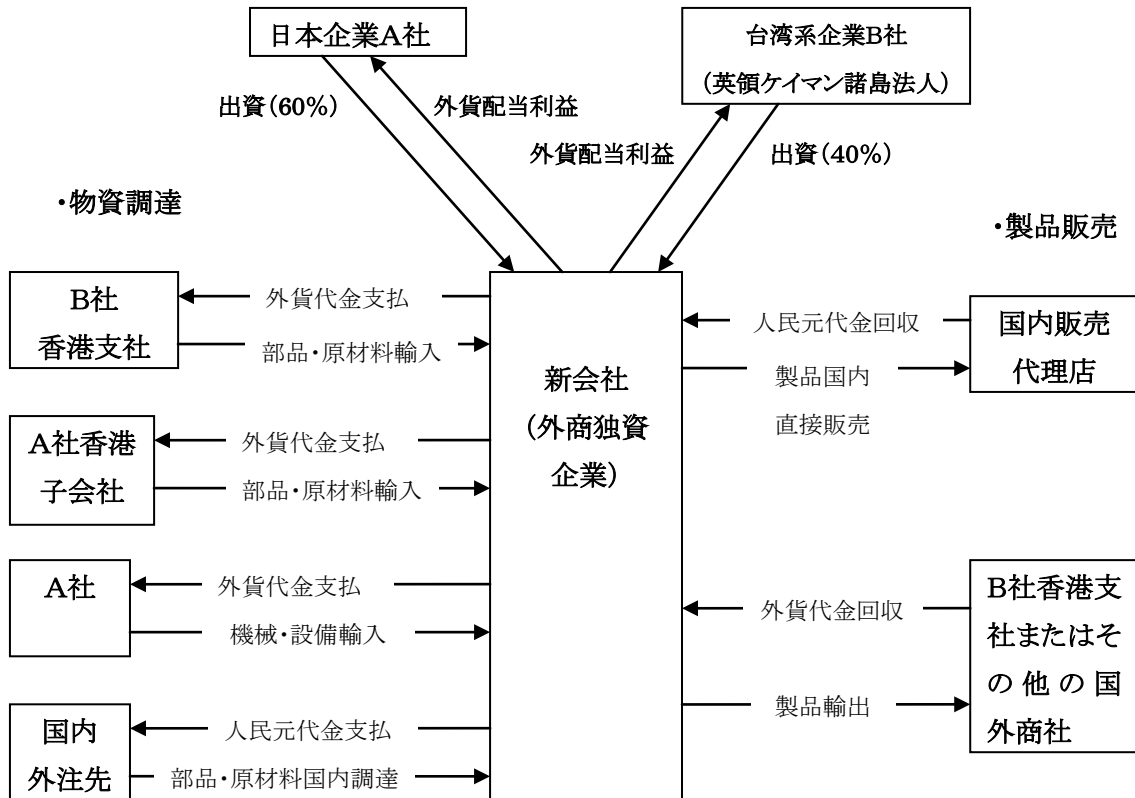 日本企業A社
台湾系企業B社
(英領ケイマン諸島法人)
出資(60%)
外貨配当利益
外貨配当利益
出資(40%)
・物資調達
・製品販売
B社
香港支社
外貨代金支払
部品・原材料輸入
A社香港
子会社
外貨代金支払
部品・原材料輸入
A社
外貨代金支払
機械・設備輸入
国内
外注先
人民元代金支払
部品・原材料国内調達
新会社
(外商独資
企業)
人民元代金回収
製品国内
直接販売
国内販売
代理店
外貨代金回収
製品輸出
B社香港支
社またはそ
の他の国
外商社